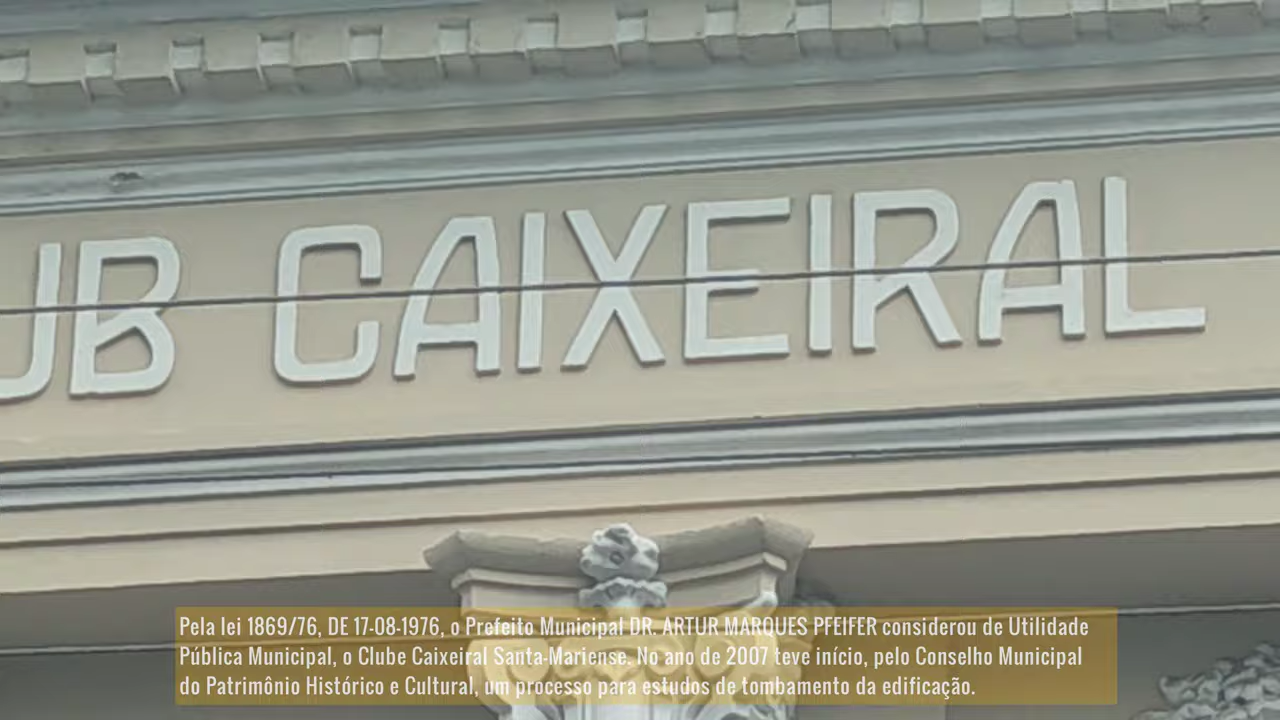 UB CAIXEIRAL
Pela lei 1869/76, DE 17-08-1976, o Prefeito Municipal DR. ARTUR MARQUES PFEIFER considerou de Utilidade
Pública Municipal, o Clube Caixeiral Santa-Mariense. No ano de 2007 teve início, pelo Conselho Municipal
do Patrimônio Histórico e Cultural, um processo para estudos de tombamento da edificação.